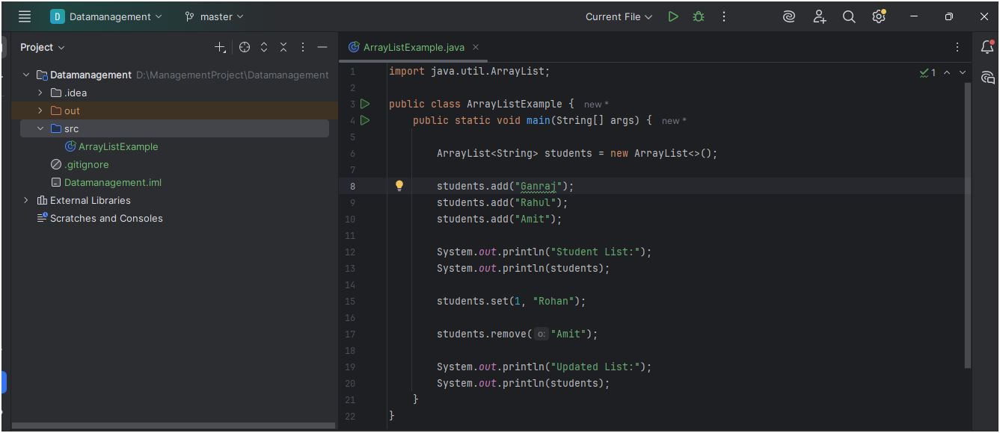 D Datamanagement master Current File
Project
ArrayListExample.java
Datamanagement D:\ManagementProject\Datamanagement
.idea
out
src
ArrayListExample
.gitignore
Datamanagement.iml
External Libraries
Scratches and Consoles
1 import java.util.ArrayList;
2
3 public class ArrayListExample { new *
4 public static void main(String[] args) { new *
5
6 ArrayList<String> students = new ArrayList<>();
7
8 students.add("Ganraj");
9 students.add("Rahul");
10 students.add("Amit");
11
12 System.out.println("Student List:");
13 System.out.println(students);
14
15 students.set(1, "Rohan");
16
17 students.remove( o: "Amit");
18
19 System.out.println("Updated List:");
20 System.out.println(students);
21 }
22 }
1